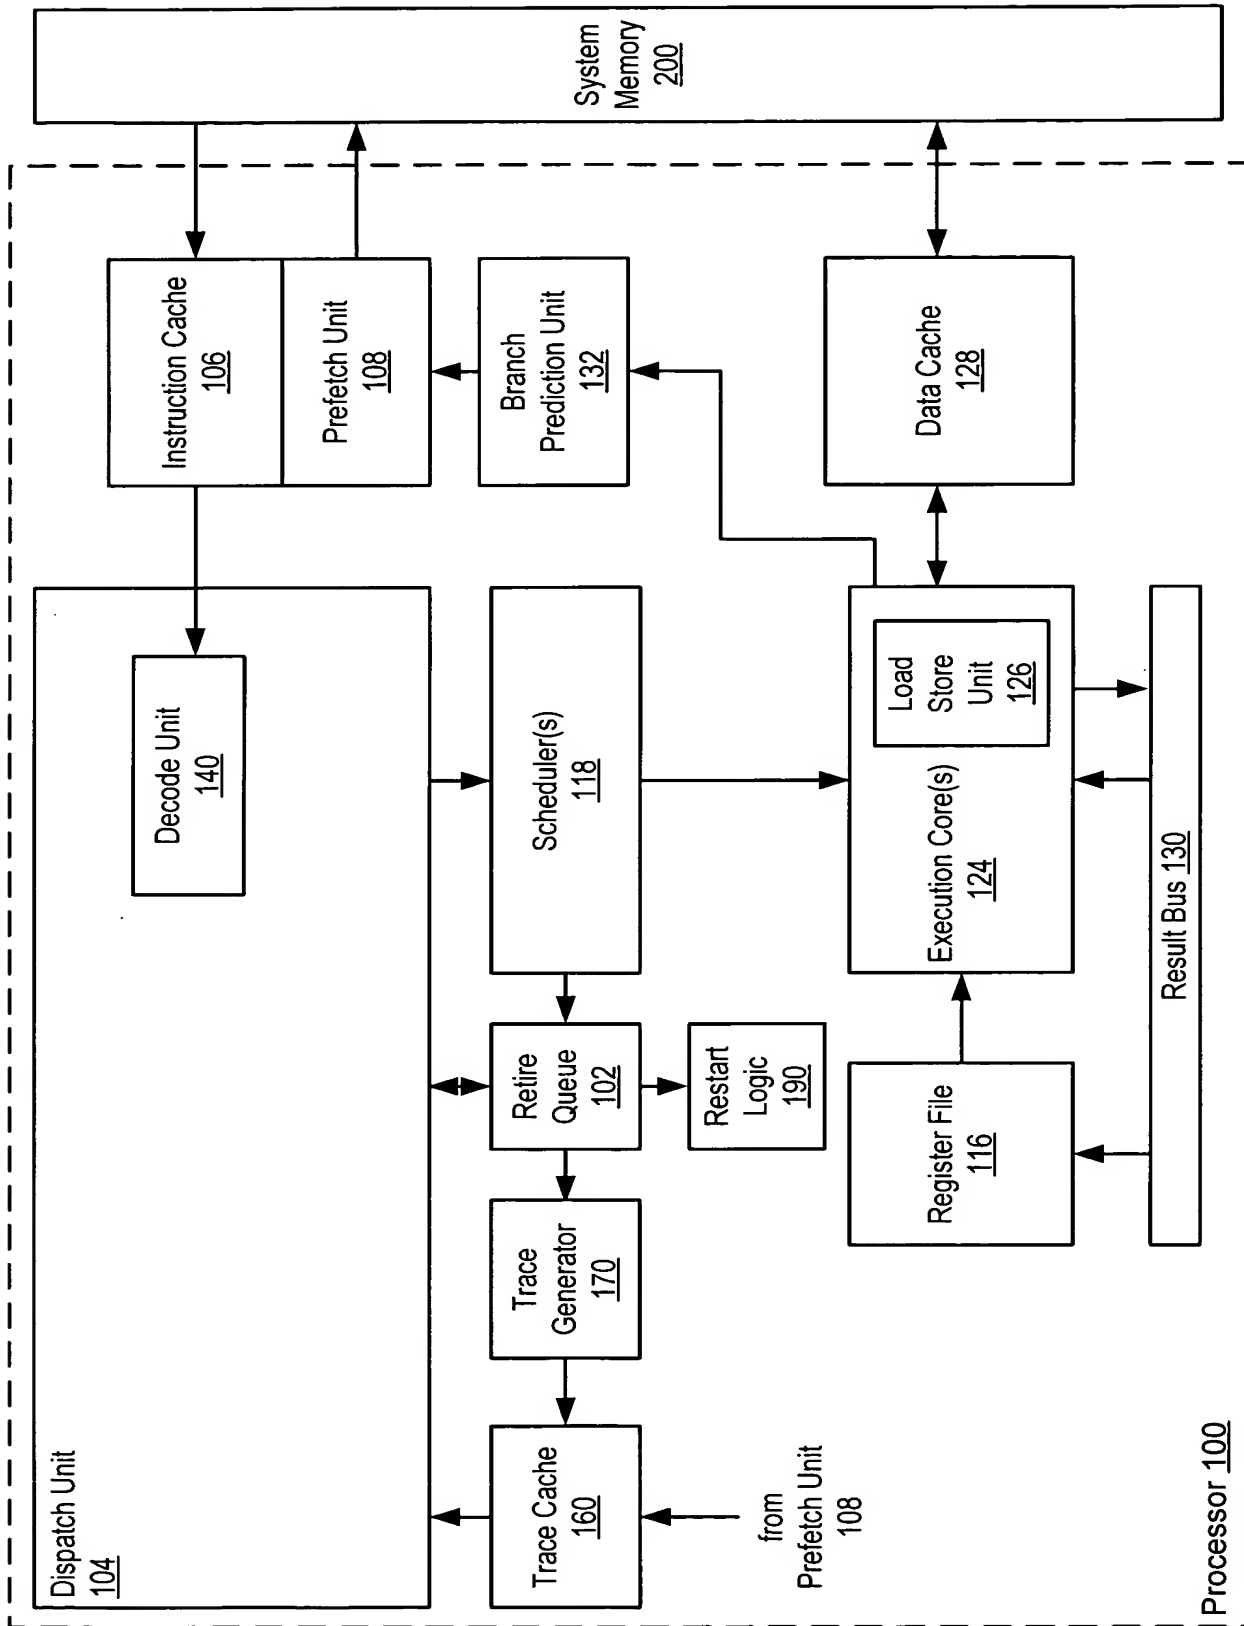 System
Memory
200
Instruction Cache
106
Prefetch Unit
108
Branch
Prediction Unit
132
Data Cache
128
Dispatch Unit
104
Decode Unit
140
Scheduler(s)
118
Execution Core(s)
124
Load
Store
Unit
126
Retire
Queue
102
Restart
Logic
190
Trace
Generator
170
Trace Cache
160
from
Prefetch Unit
108
Register File
116
Result Bus 130
Processor 100